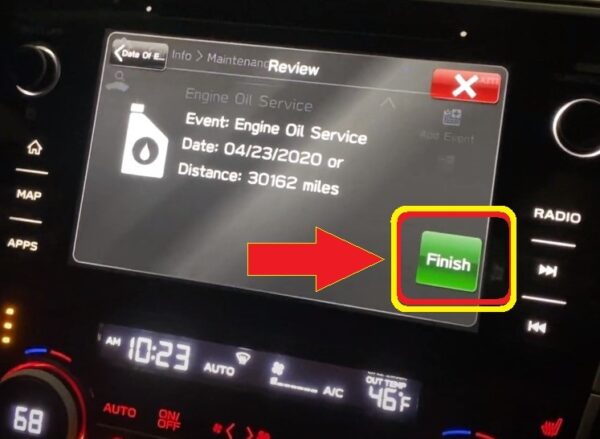 Date Of E...
Info > Maintenanc
Review
Engine Oil Service
Event: Engine Oil Service
Add Event
Date: 04/23/2020 or
Distance: 30162 miles
Finish
MAP
APPS
RADIO
AM 10:23 AUTO
A/C
OUT TEMP
46°F
68
AUTO
ON/
OFF